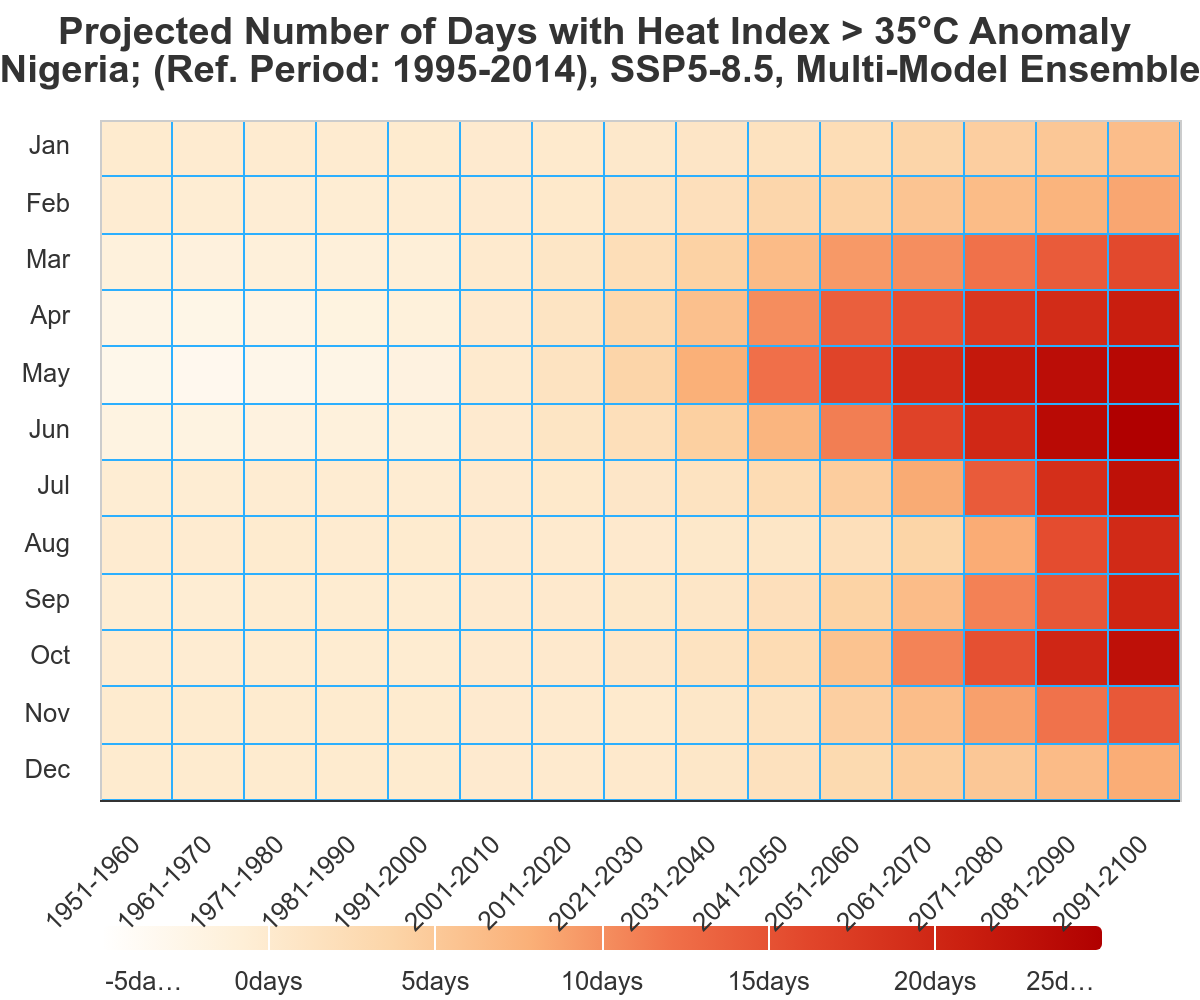 Projected Number of Days with Heat Index > 35°C Anomaly
Nigeria; (Ref. Period: 1995-2014), SSP5-8.5, Multi-Model Ensemble
Jan
Feb
Mar
Apr
May
Jun
Jul
Aug
Sep
Oct
Nov
Dec
1951-1960
1961-1970
1971-1980
1981-1990
1991-2000
2001-2010
2011-2020
2021-2030
2031-2040
2041-2050
2051-2060
2061-2070
2071-2080
2081-2090
2091-2100
-5da… 0days 5days 10days 15days 20days 25d…